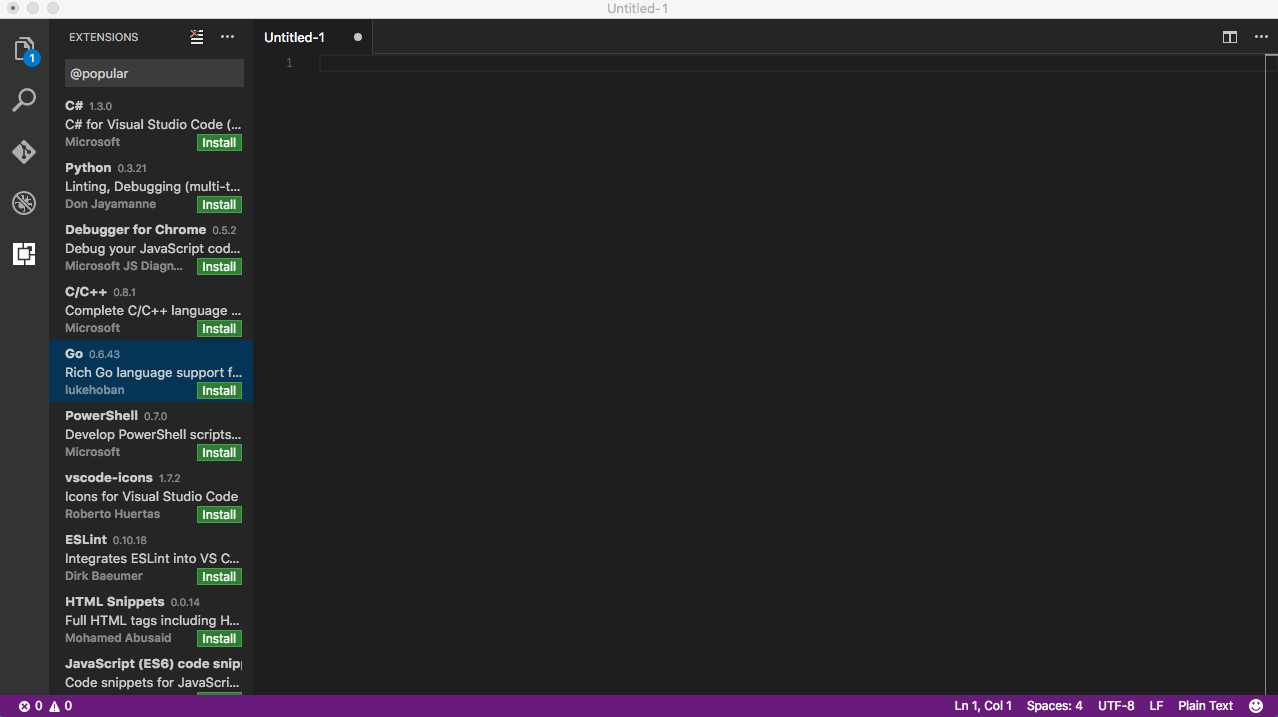 Untitled-1
EXTENSIONS
Untitled-1
1
1
@popular
C# 1.3.0
C# for Visual Studio Code (...
Microsoft Install
Python 0.3.21
Linting, Debugging (multi-t...
Don Jayamanne Install
Debugger for Chrome 0.5.2
Debug your JavaScript cod...
Microsoft JS Diagn... Install
C/C++ 0.8.1
Complete C/C++ language ...
Microsoft Install
Go 0.6.43
Rich Go language support f...
lukehoban Install
PowerShell 0.7.0
Develop PowerShell scripts...
Microsoft Install
vscode-icons 1.7.2
Icons for Visual Studio Code
Roberto Huertas Install
ESLint 0.10.18
Integrates ESLint into VS C...
Dirk Baeumer Install
HTML Snippets 0.0.14
Full HTML tags including H...
Mohamed Abusaid Install
JavaScript (ES6) code snip
Code snippets for JavaScri...
0 0 Ln 1, Col 1 Spaces: 4 UTF-8 LF Plain Text